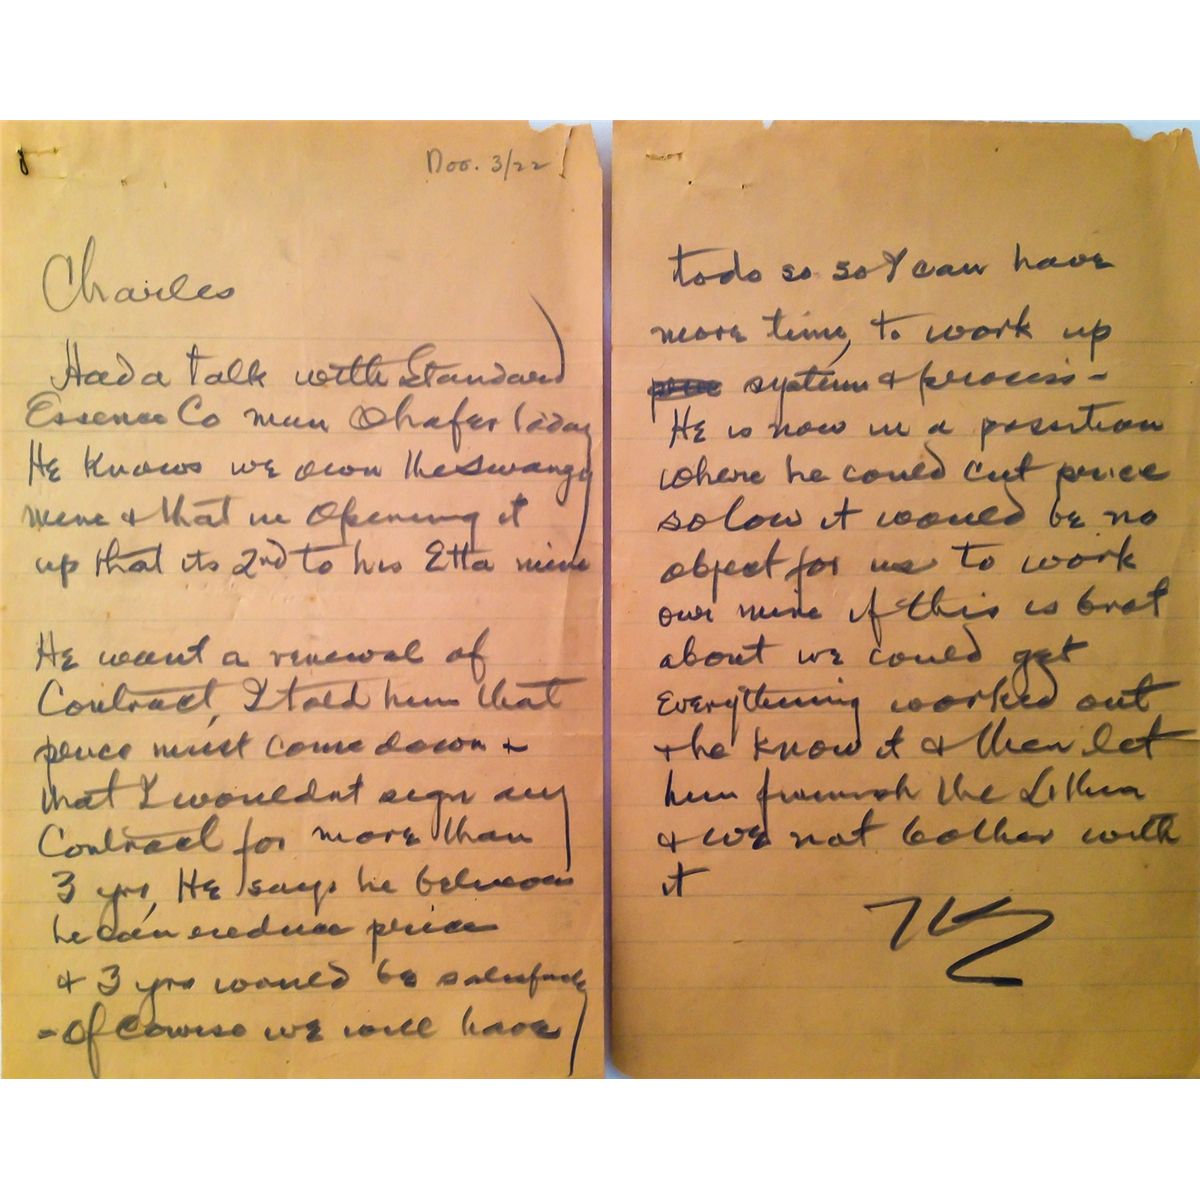 Dec. 3/22
Charles
Had a talk with Standard
Essence Co man Shafer today
He knows we own the Swangy
mine & that in Opening it
up that its 2nd to his Etta mine
He want a renewal of
Contract, I told him that
price must come down &
that I wouldnt sign any
Contract for more than
3 yrs, He says he believes
he can reduce price
& 3 yrs would be satisfack
- Of course we will have
to do so so I can have
more time, to work up
system & process -
He is now in a possition
where he could cut price
so low it would be no
object for us to work
our mine if this is brot
about we could get
Everything worked out
& he know it & then let
him furnish the Lithia
& we not bother with
it